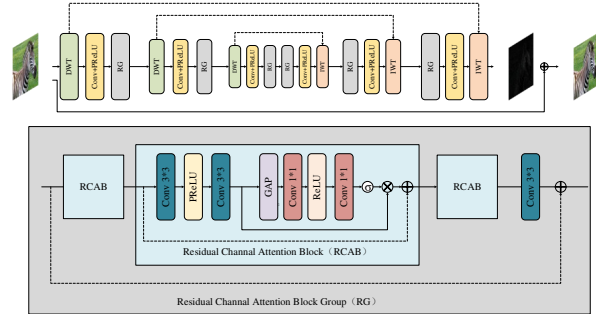 DWT
Conv+PReLU
RG
DWT
Conv+PReLU
RG
DWT
Conv+PReLU
RG
RG
Conv+PReLU
IWT
RG
Conv+PReLU
IWT
RG
Conv+PReLU
IWT
RCAB
Conv 3*3
PReLU
Conv 3*3
GAP
Conv 1*1
ReLU
Conv 1*1
G
RCAB
Conv 3*3
Residual Channal Attention Block（RCAB）
Residual Channal Attention Block Group（RG）